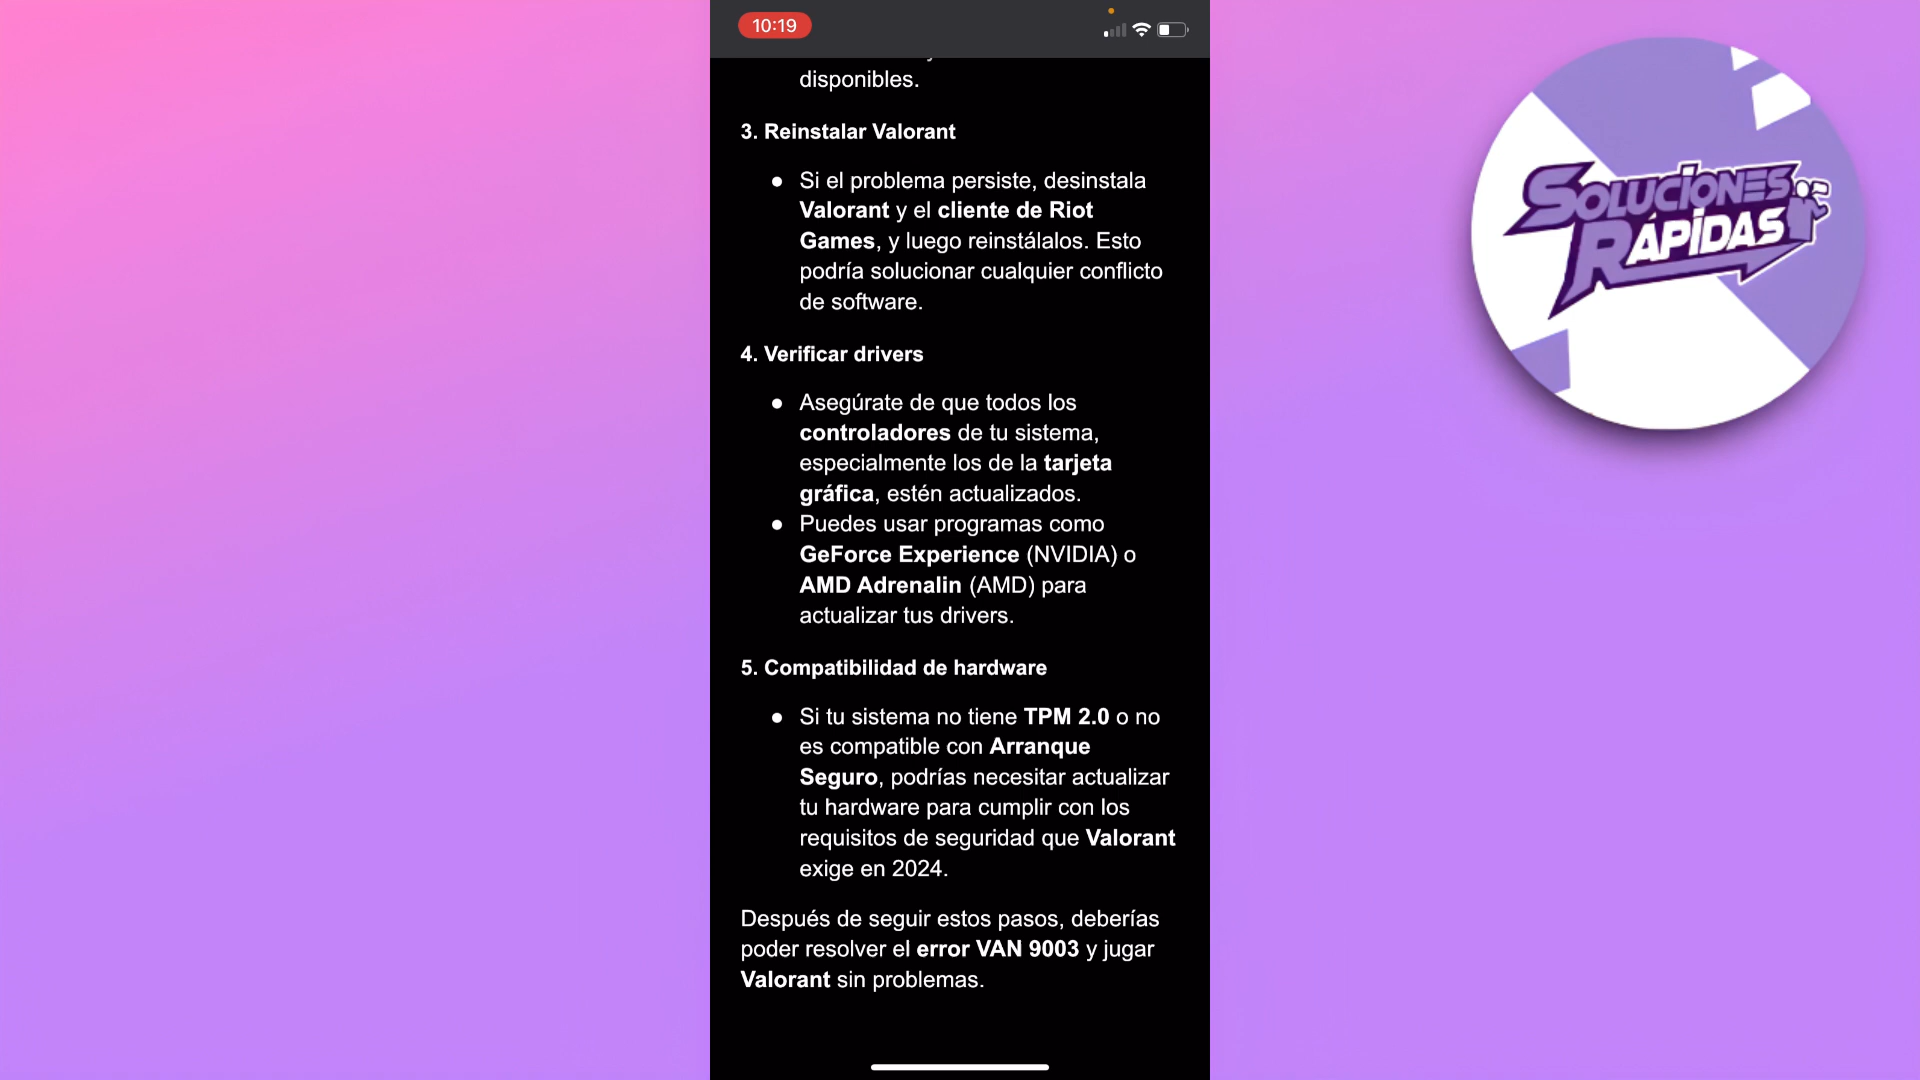 10:19
disponibles.
3. Reinstalar Valorant
● Si el problema persiste, desinstala
Valorant y el cliente de Riot
Games, y luego reinstálalos. Esto
podría solucionar cualquier conflicto
de software.
4. Verificar drivers
● Asegúrate de que todos los
controladores de tu sistema,
especialmente los de la tarjeta
gráfica, estén actualizados.
● Puedes usar programas como
GeForce Experience (NVIDIA) o
AMD Adrenalin (AMD) para
actualizar tus drivers.
5. Compatibilidad de hardware
● Si tu sistema no tiene TPM 2.0 o no
es compatible con Arranque
Seguro, podrías necesitar actualizar
tu hardware para cumplir con los
requisitos de seguridad que Valorant
exige en 2024.
Después de seguir estos pasos, deberías
poder resolver el error VAN 9003 y jugar
Valorant sin problemas.
SOLUCIONES
RÁPIDAS